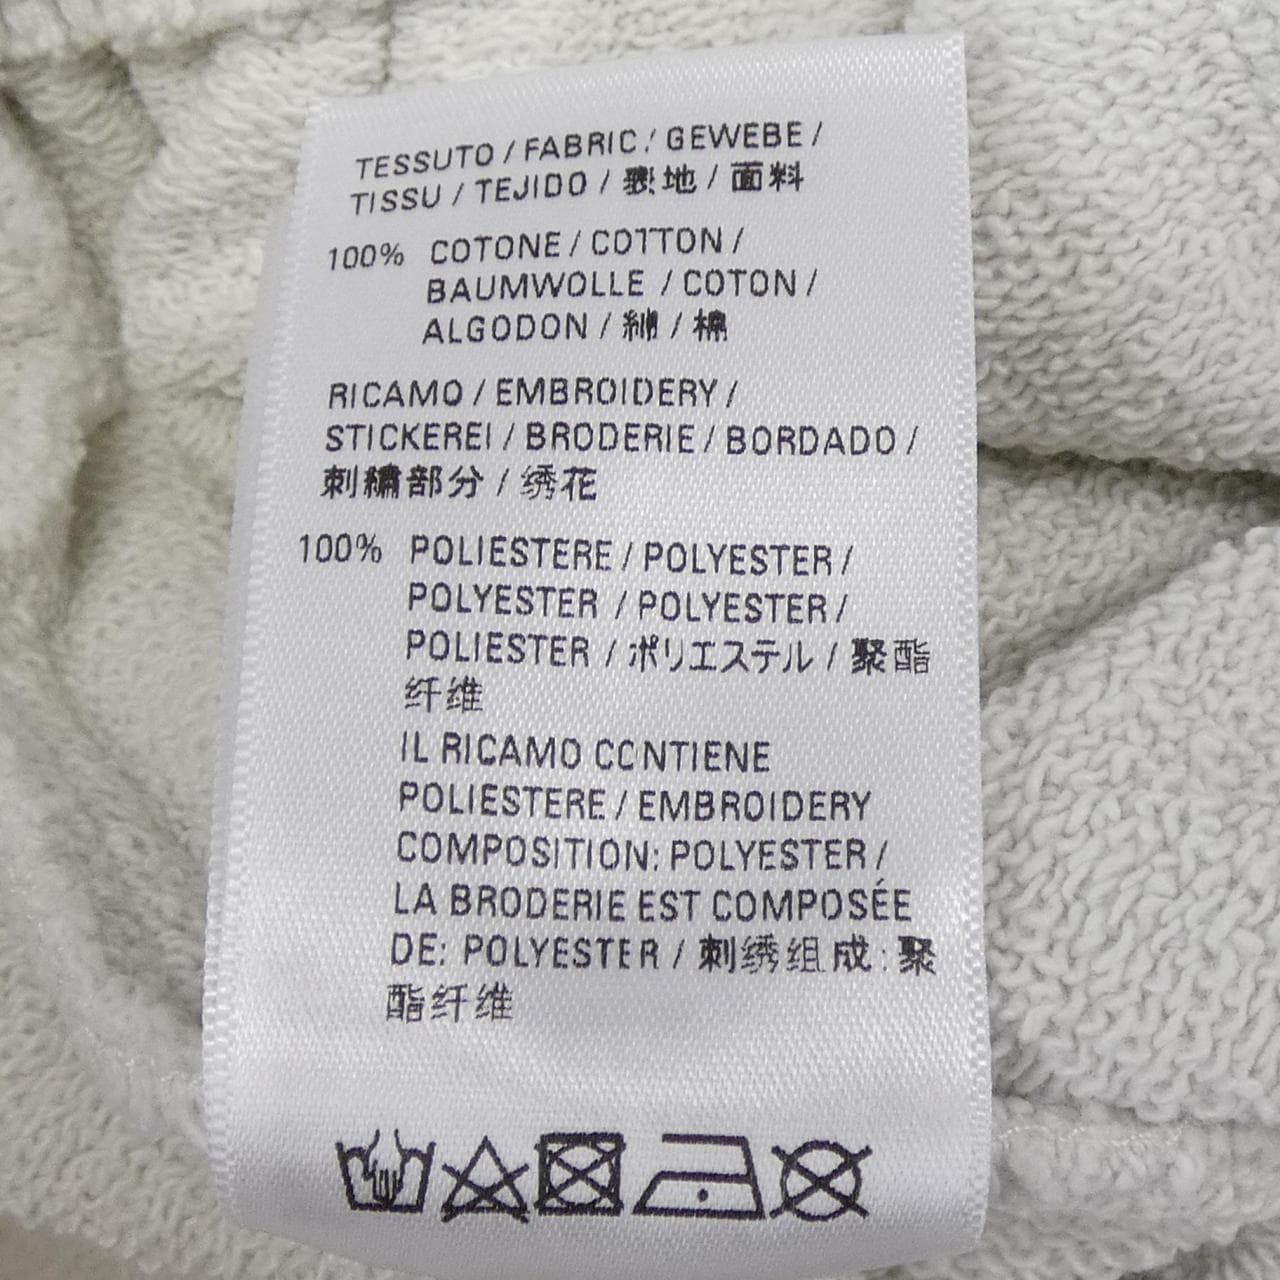 TESSUTO / FABRIC / GEWEBE /
TISSU / TEJIDO / 表地 / 面料
100% COTONE / COTTON /
BAUMWOLLE / COTON /
ALGODON / 綿 / 棉
RICAMO / EMBROIDERY /
STICKEREI / BRODERIE / BORDADO /
刺繍部分 / 绣花
100% POLIESTERE / POLYESTER /
POLYESTER / POLYESTER /
POLIESTER / ポリエステル / 聚酯
纤维
IL RICAMO CONTIENE
POLIESTERE / EMBROIDERY
COMPOSITION: POLYESTER /
LA BRODERIE EST COMPOSÉE
DE: POLYESTER / 刺绣组成: 聚
酯纤维